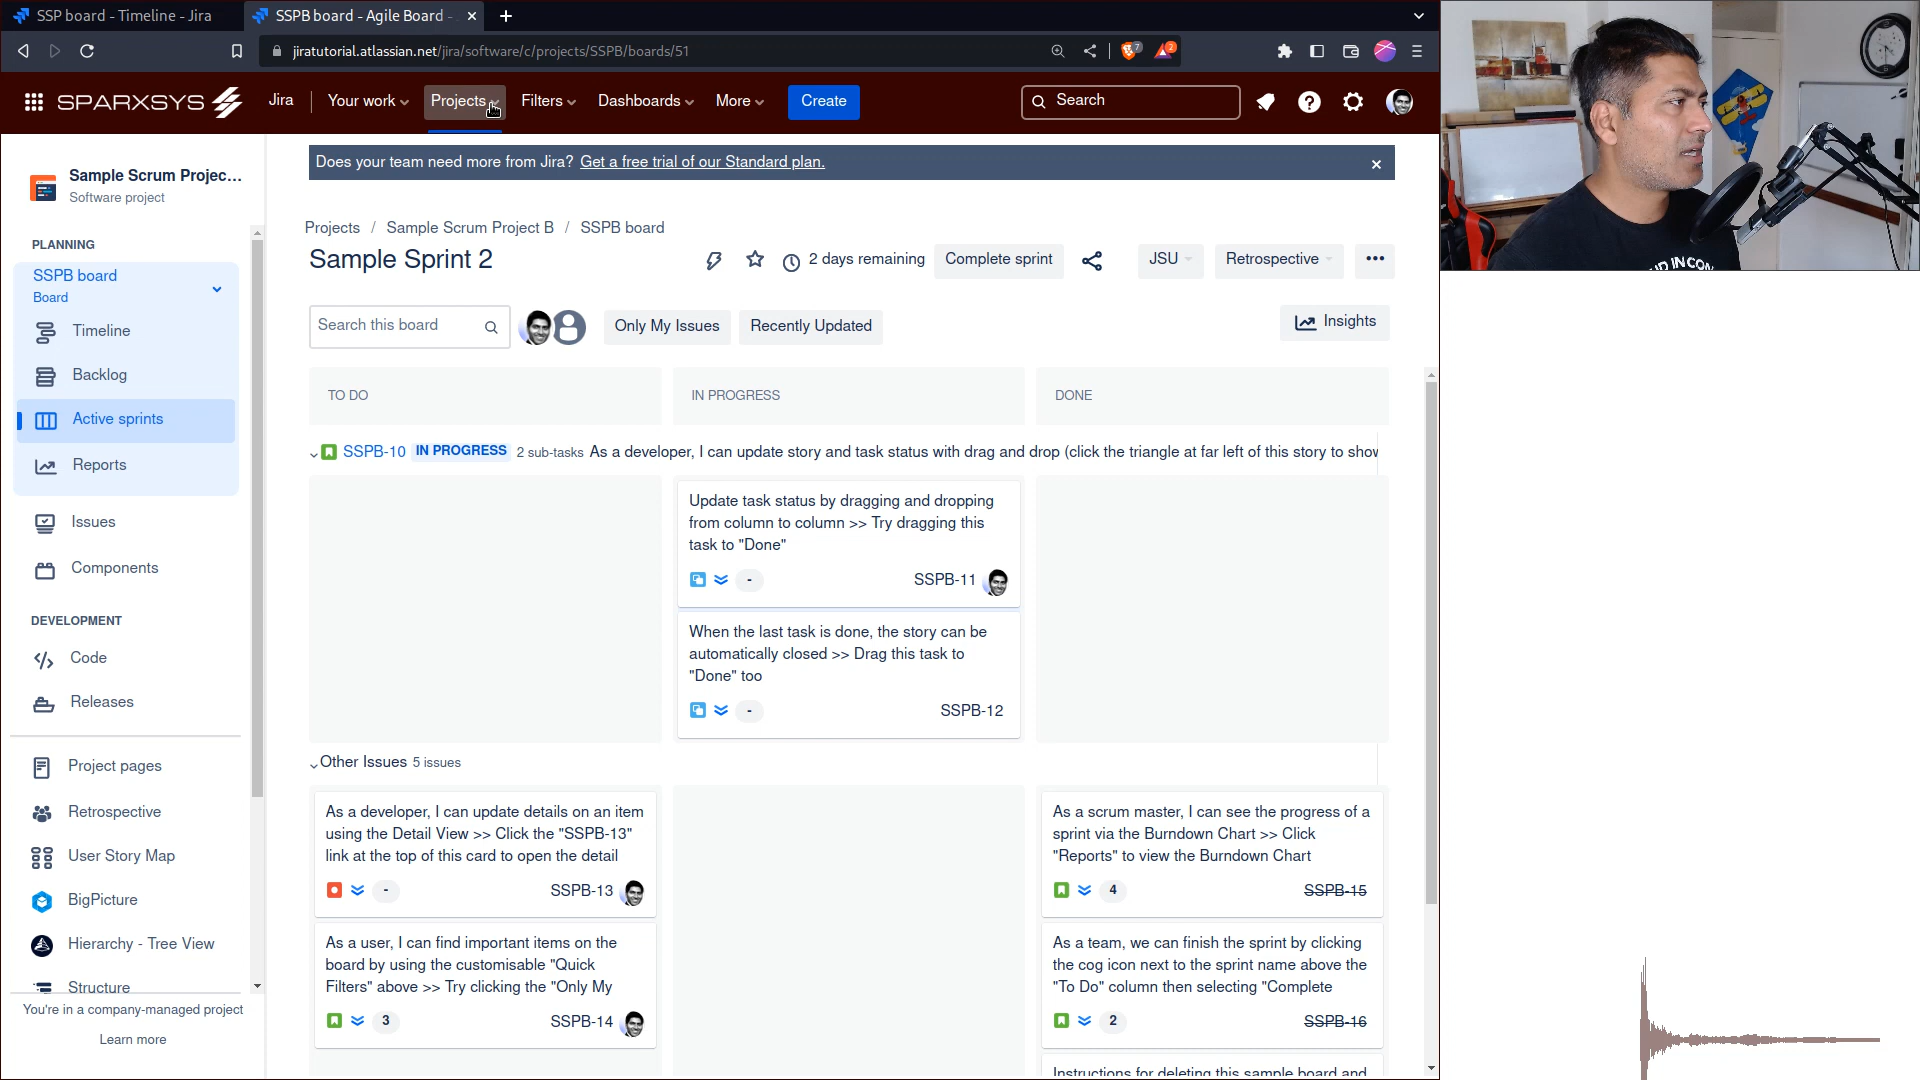 SSP board - Timeline - Jira
SSPB board - Agile Board -
jiratutorial.atlassian.net/jira/software/c/projects/SSPB/boards/51
7
2
SPARXSYS
Jira
Your work
Projects
Filters
Dashboards
More
Create
Search
Sample Scrum Projec...
Software project
PLANNING
SSPB board
Board
Timeline
Backlog
Active sprints
Reports
Issues
Components
DEVELOPMENT
Code
Releases
Project pages
Retrospective
User Story Map
BigPicture
Hierarchy - Tree View
Structure
You're in a company-managed project
Learn more
Does your team need more from Jira? Get a free trial of our Standard plan.
Projects / Sample Scrum Project B / SSPB board
Sample Sprint 2
2 days remaining
Complete sprint
JSU
Retrospective
Search this board
Only My Issues
Recently Updated
Insights
TO DO
IN PROGRESS
DONE
SSPB-10 IN PROGRESS 2 sub-tasks As a developer, I can update story and task status with drag and drop (click the triangle at far left of this story to show
Update task status by dragging and dropping
from column to column >> Try dragging this
task to "Done"
-
SSPB-11
When the last task is done, the story can be
automatically closed >> Drag this task to
"Done" too
-
SSPB-12
Other Issues 5 issues
As a developer, I can update details on an item
using the Detail View >> Click the "SSPB-13"
link at the top of this card to open the detail
-
SSPB-13
As a user, I can find important items on the
board by using the customisable "Quick
Filters" above >> Try clicking the "Only My
3
SSPB-14
As a scrum master, I can see the progress of a
sprint via the Burndown Chart >> Click
"Reports" to view the Burndown Chart
4
SSPB-15
As a team, we can finish the sprint by clicking
the cog icon next to the sprint name above the
"To Do" column then selecting "Complete
2
SSPB-16
Instructions for deleting this sample board and